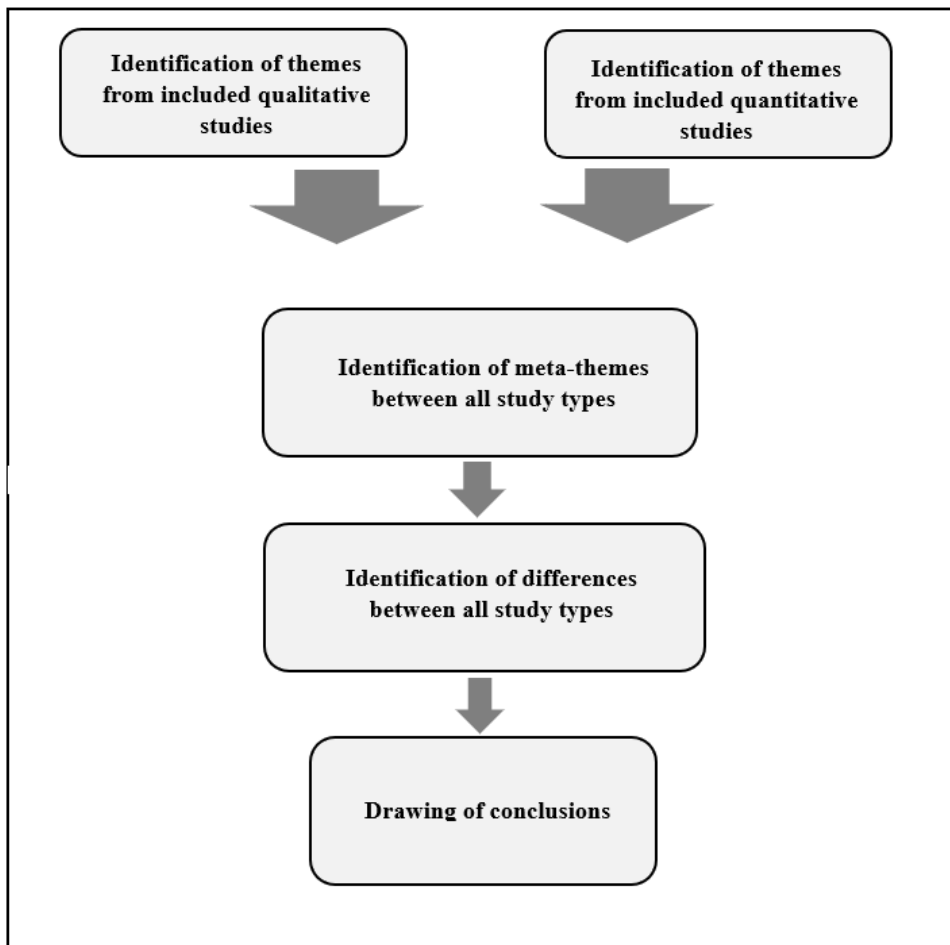 Identification of themes
from included qualitative
studies
Identification of themes
from included quantitative
studies
Identification of meta-themes
between all study types
Identification of differences
between all study types
Drawing of conclusions